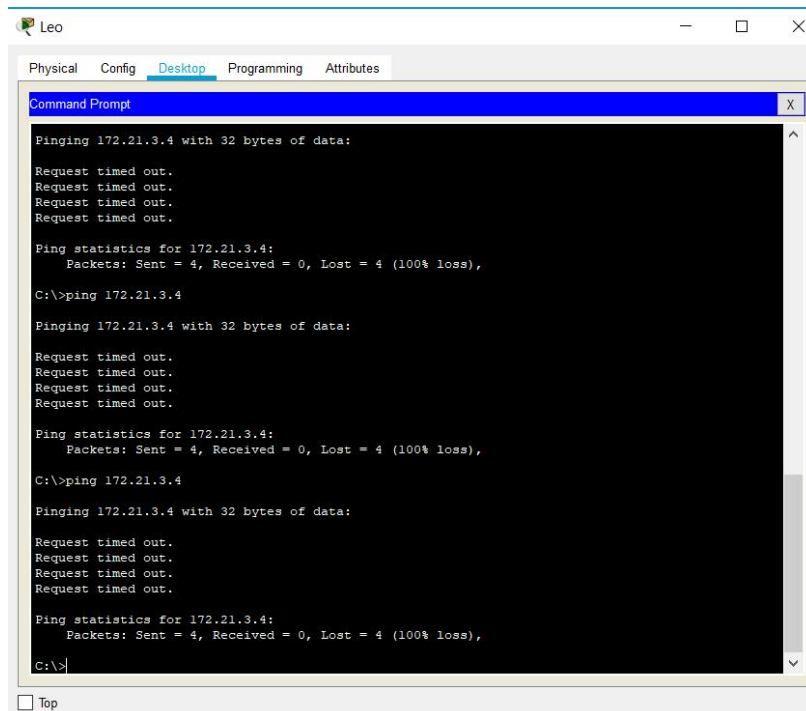 Leo
Physical Config Desktop Programming Attributes
Command Prompt
X
Pinging 172.21.3.4 with 32 bytes of data:
Request timed out.
Request timed out.
Request timed out.
Request timed out.
Ping statistics for 172.21.3.4:
Packets: Sent = 4, Received = 0, Lost = 4 (100% loss),
C:\>ping 172.21.3.4
Pinging 172.21.3.4 with 32 bytes of data:
Request timed out.
Request timed out.
Request timed out.
Request timed out.
Ping statistics for 172.21.3.4:
Packets: Sent = 4, Received = 0, Lost = 4 (100% loss),
C:\>ping 172.21.3.4
Pinging 172.21.3.4 with 32 bytes of data:
Request timed out.
Request timed out.
Request timed out.
Request timed out.
Ping statistics for 172.21.3.4:
Packets: Sent = 4, Received = 0, Lost = 4 (100% loss),
C:\>
Top